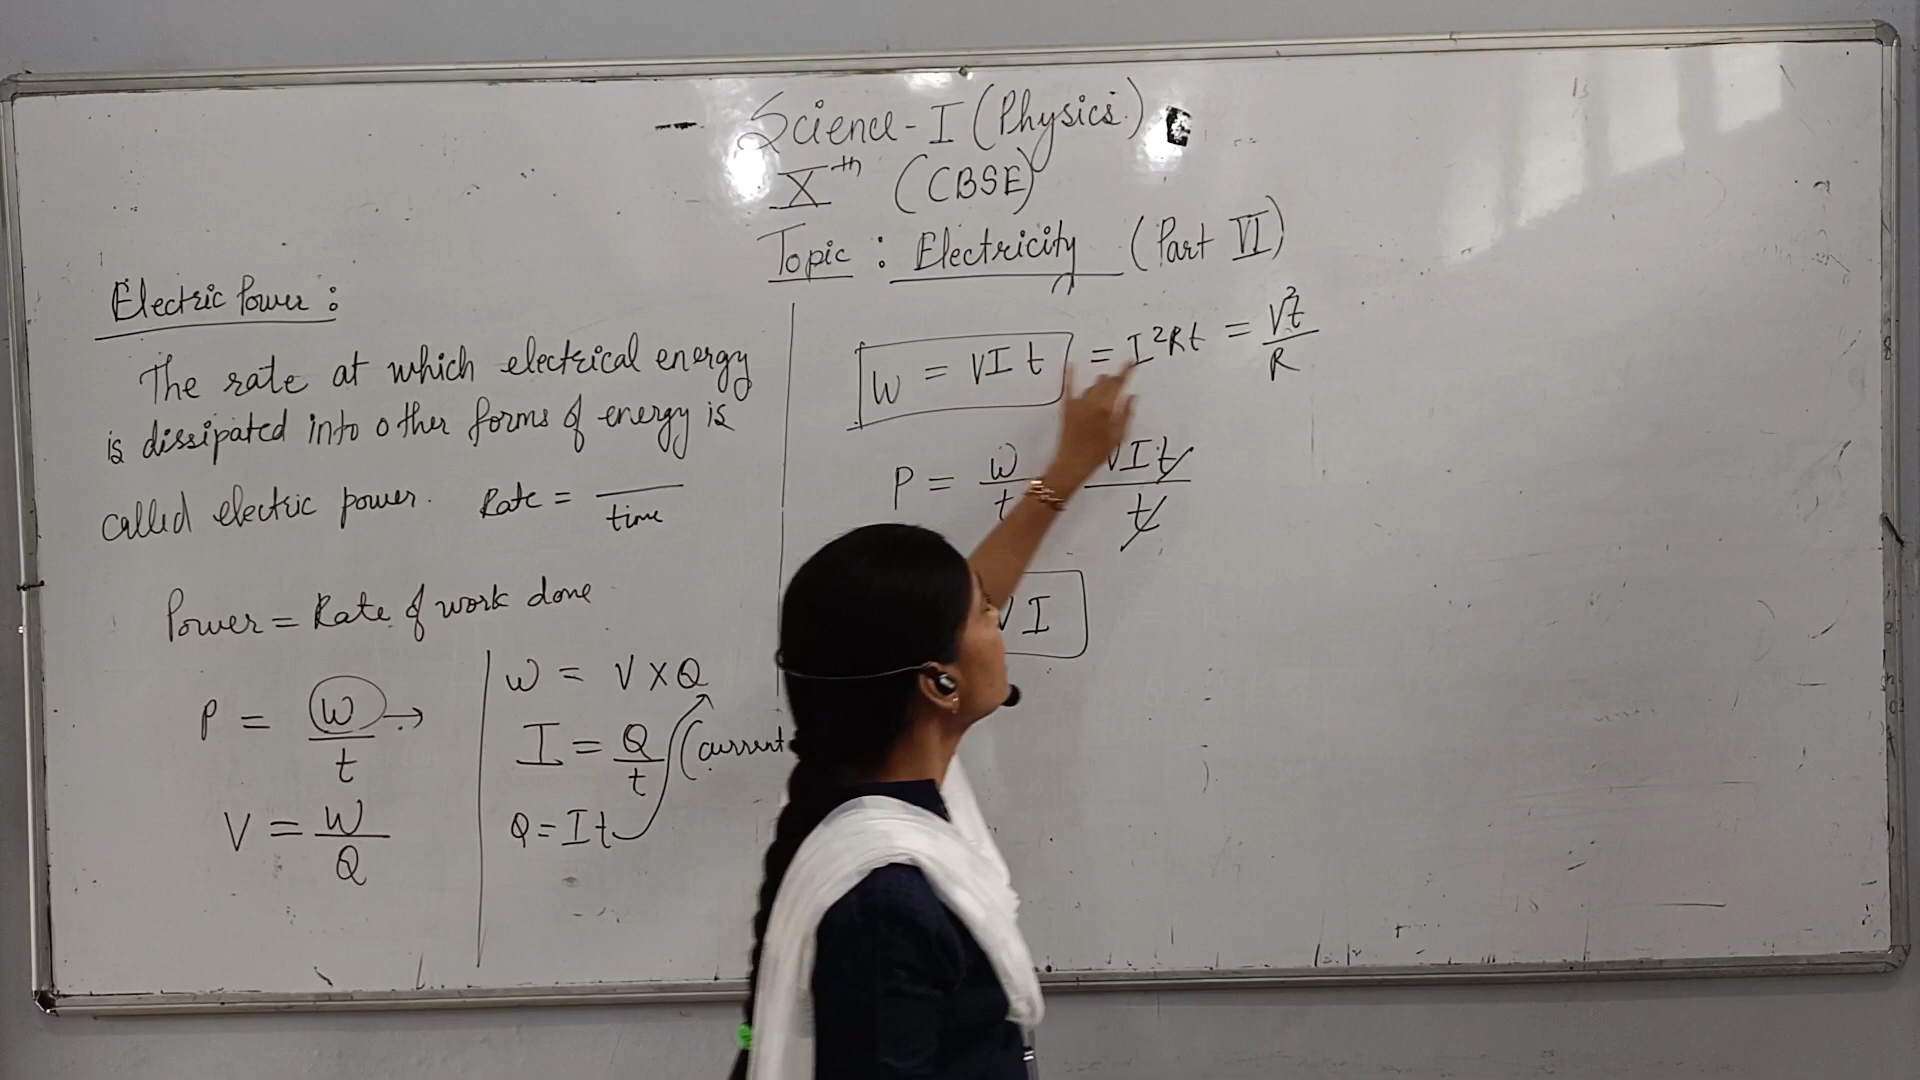 Science-I (Physics)
Xth (CBSE)
Topic : Electricity (Part VI)
Electric Power :
The rate at which electrical energy
is dissipated into other forms of energy is
called electric power. Rate = ―/time
Power = Rate of work done
P = W/t →
V = W/Q
W = V × Q
I = Q/t (current
Q = It
W = VIt = I²Rt = V²t/R
P = W/t VIt/t
VI